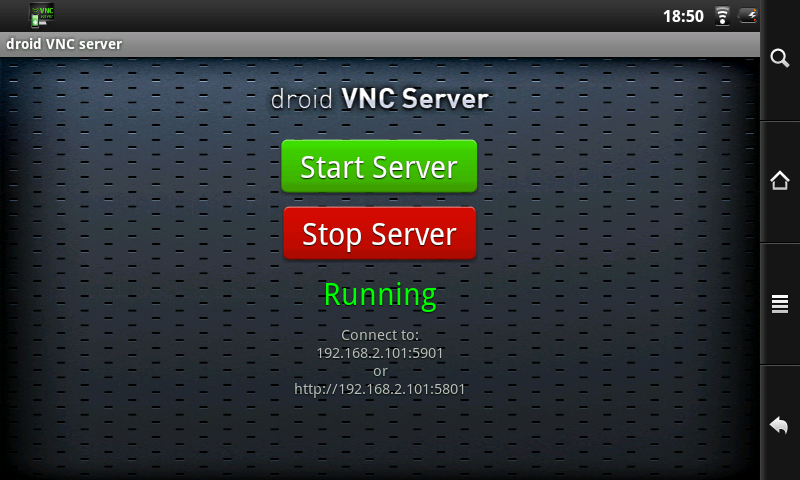 VNC
SERVER
18:50
droid VNC server
droid VNC Server
Start Server
Stop Server
Running
Connect to:
192.168.2.101:5901
or
http://192.168.2.101:5801